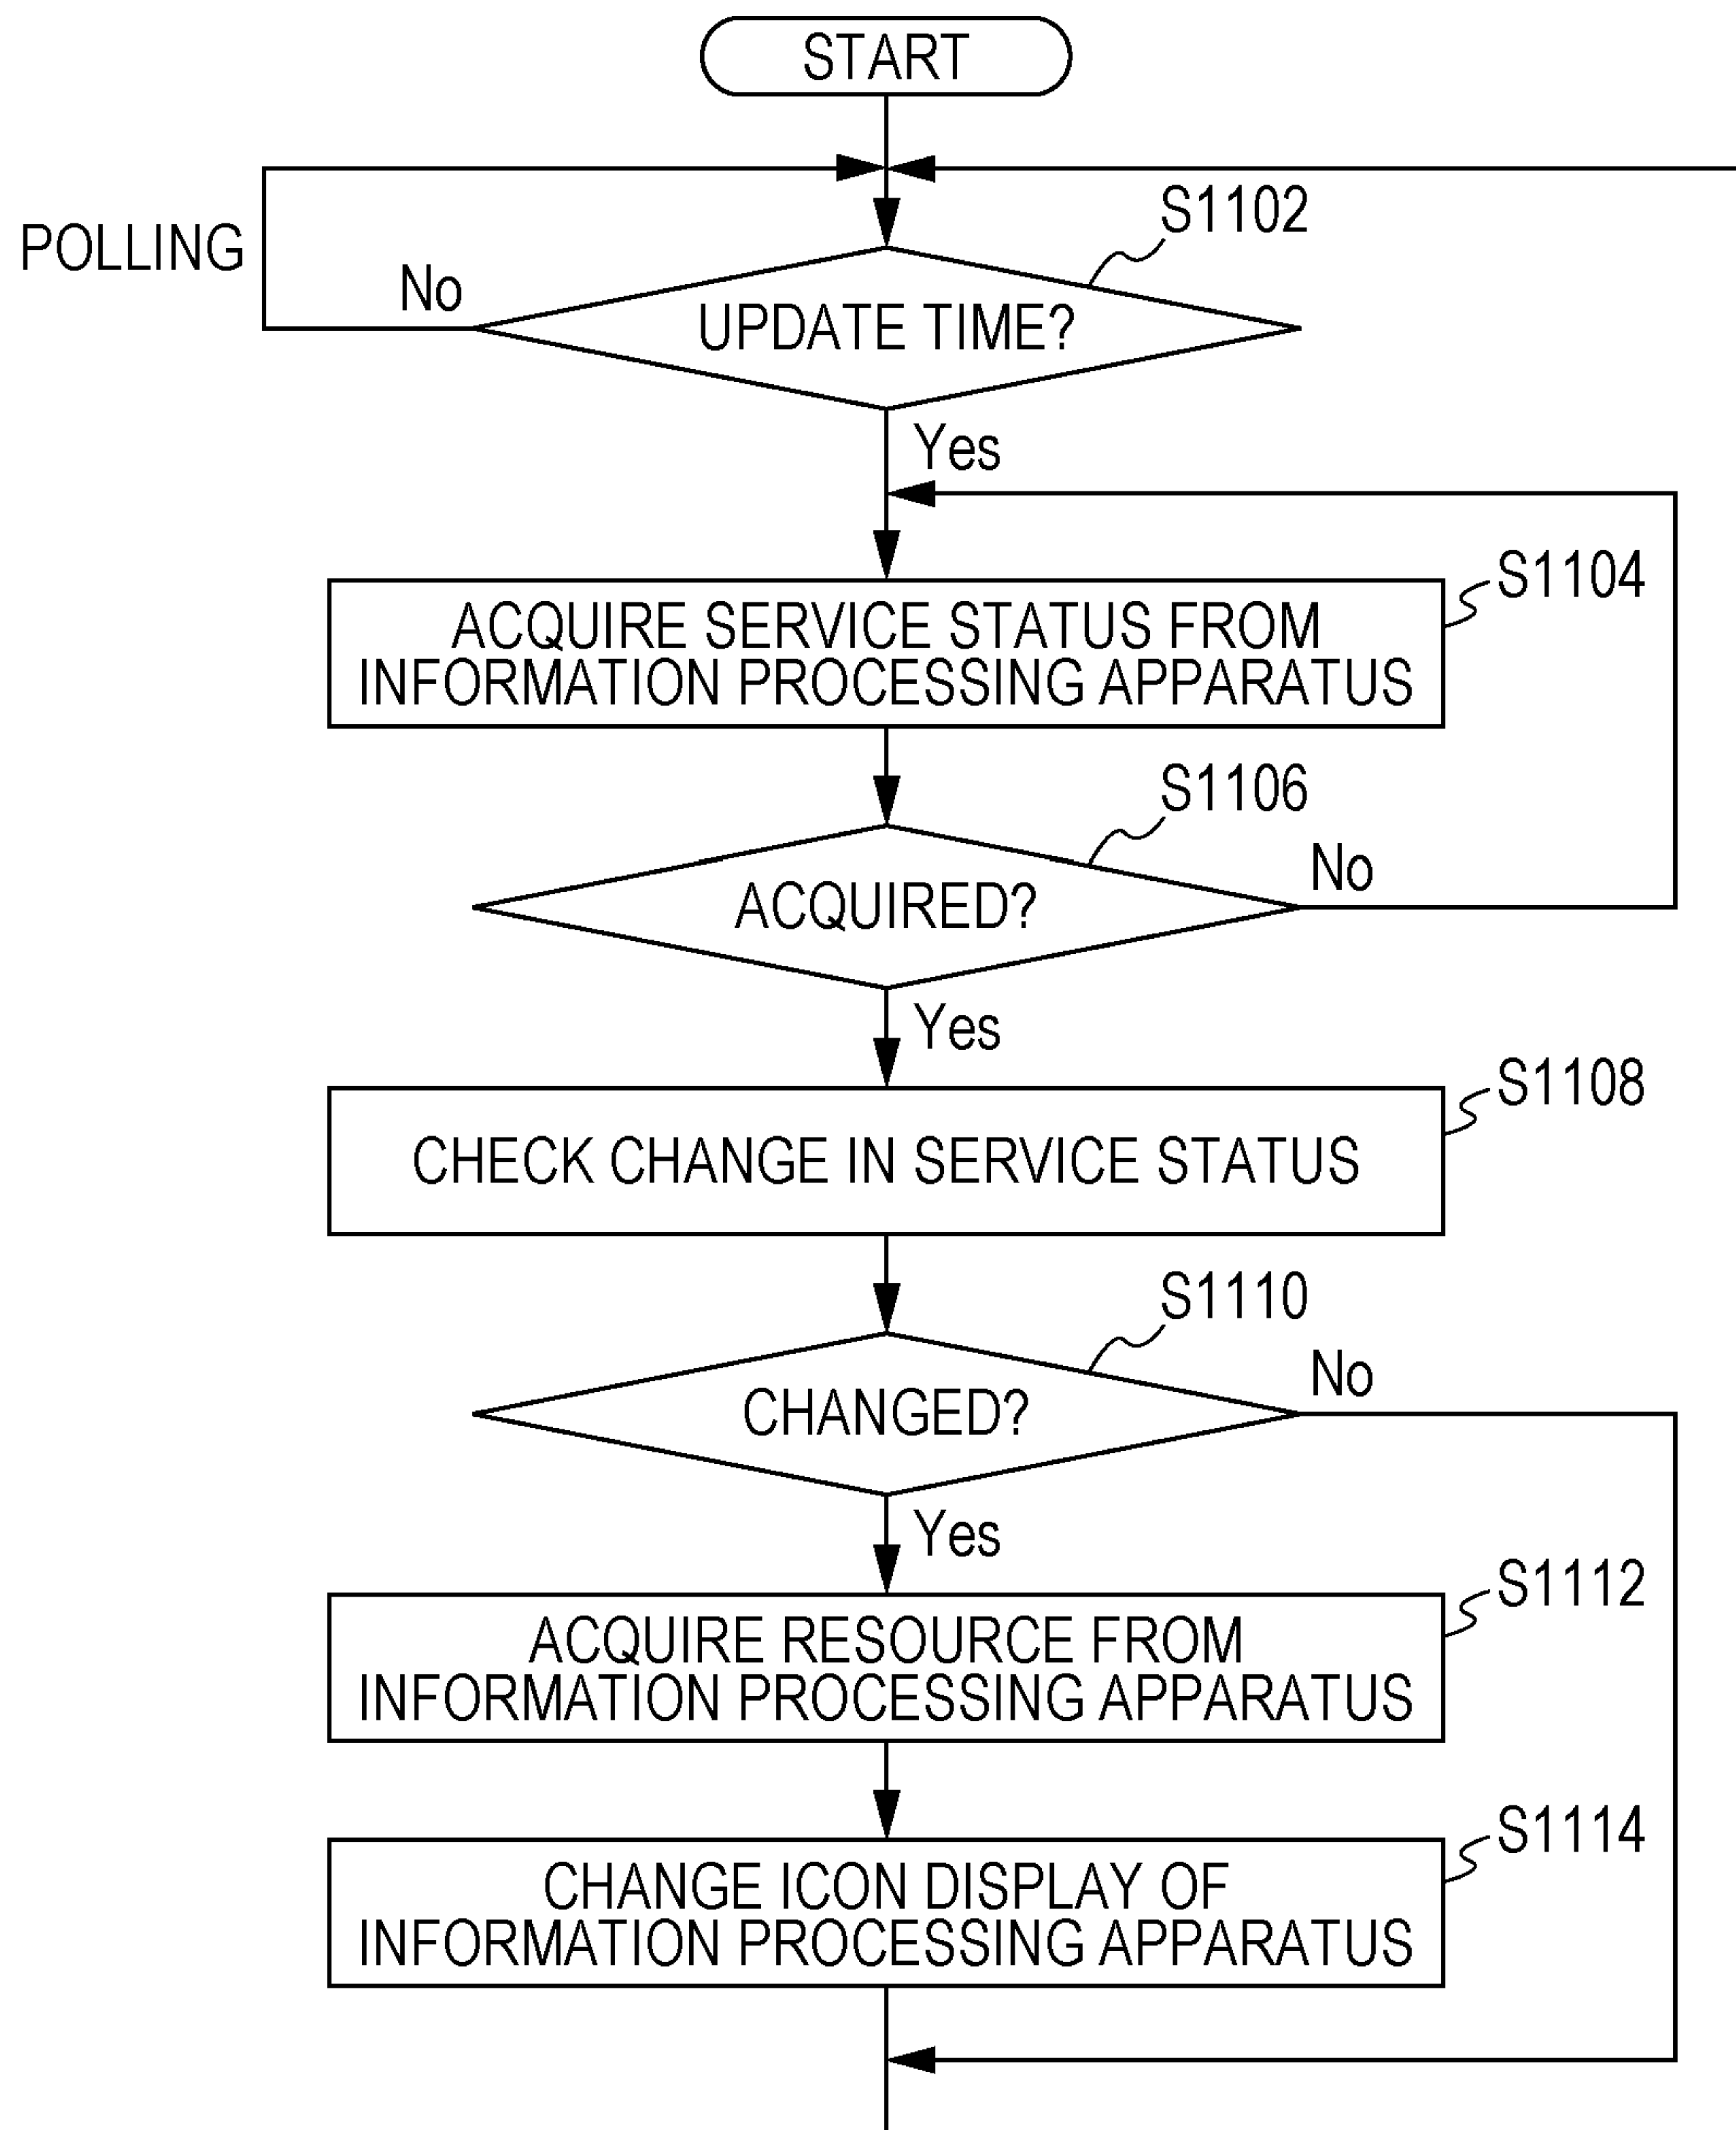 START
S1102
POLLING
No
UPDATE TIME?
Yes
S1104
ACQUIRE SERVICE STATUS FROM
INFORMATION PROCESSING APPARATUS
S1106
No
ACQUIRED?
Yes
S1108
CHECK CHANGE IN SERVICE STATUS
S1110
No
CHANGED?
Yes
S1112
ACQUIRE RESOURCE FROM
INFORMATION PROCESSING APPARATUS
S1114
CHANGE ICON DISPLAY OF
INFORMATION PROCESSING APPARATUS